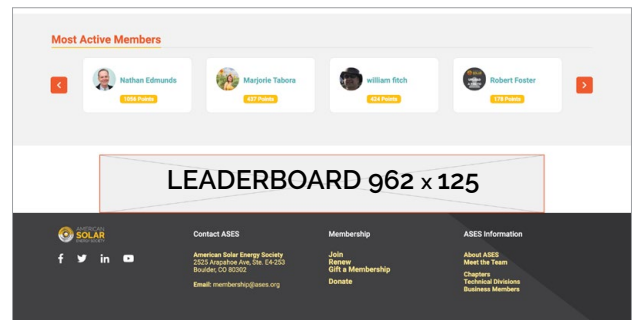 Most Active Members
Nathan Edmunds
Marjorie Tabora
william fitch
Robert Foster
Points
437 Points
424 Points
178 Points
LEADERBOARD 962 x 125
AMERICAN
SOLAR
ENERGY SOCIETY
Contact ASES
American Solar Energy Society
2525 Arapahoe Ave, Ste. E4-253
Boulder, CO 80302
Email: membership@ases.org
Membership
Join
Renew
Gift a Membership
Donate
ASES Information
About ASES
Meet the Team
Chapters
Technical Divisions
Business Members